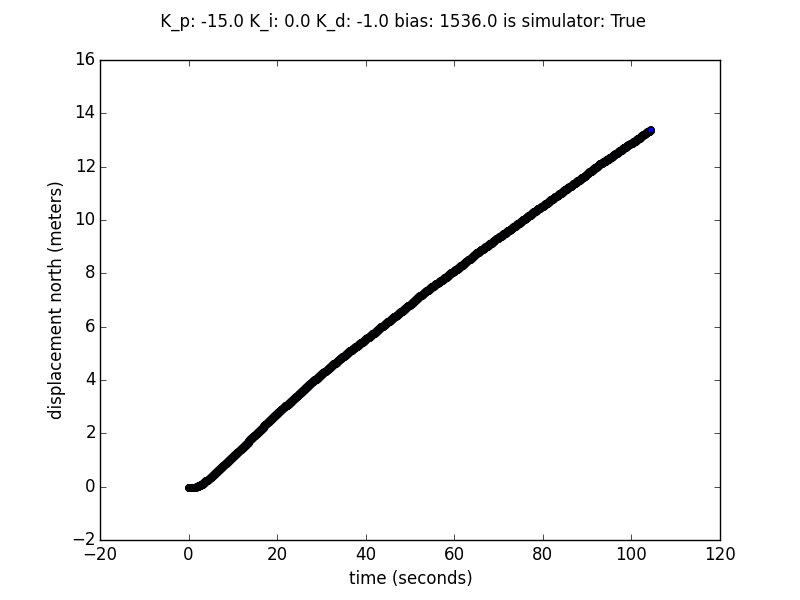 K_p: -15.0 K_i: 0.0 K_d: -1.0 bias: 1536.0 is simulator: True
16
14
12
10
8
6
4
2
0
−2
−20 0 20 40 60 80 100 120
displacement north (meters)
time (seconds)